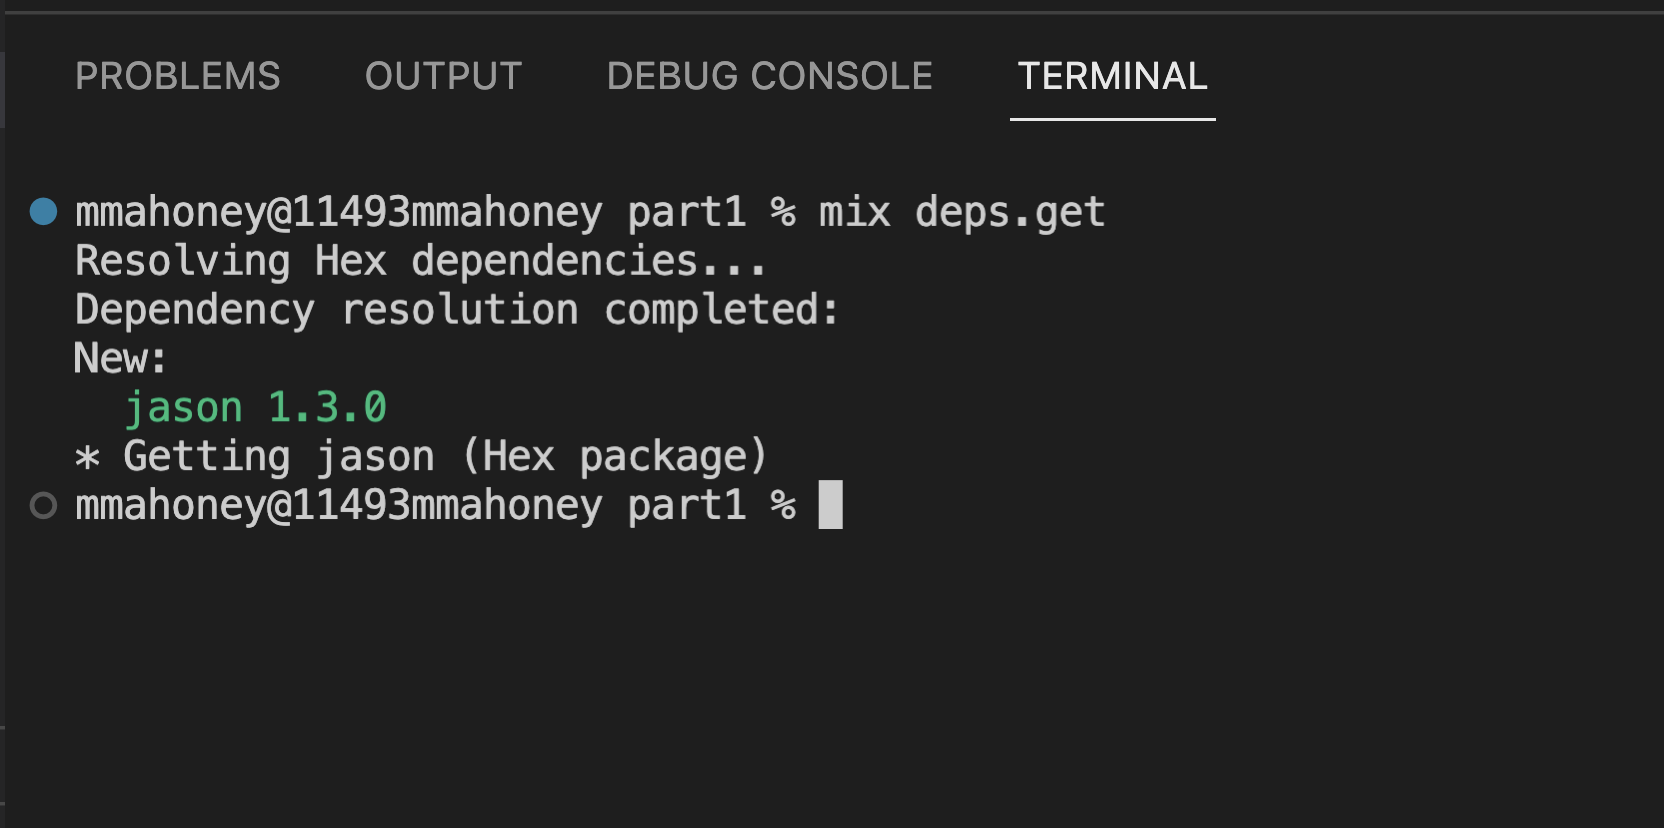 PROBLEMS OUTPUT DEBUG CONSOLE TERMINAL
mmahoney@11493mmahoney part1 % mix deps.get
Resolving Hex dependencies...
Dependency resolution completed:
New:
  jason 1.3.0
* Getting jason (Hex package)
mmahoney@11493mmahoney part1 %